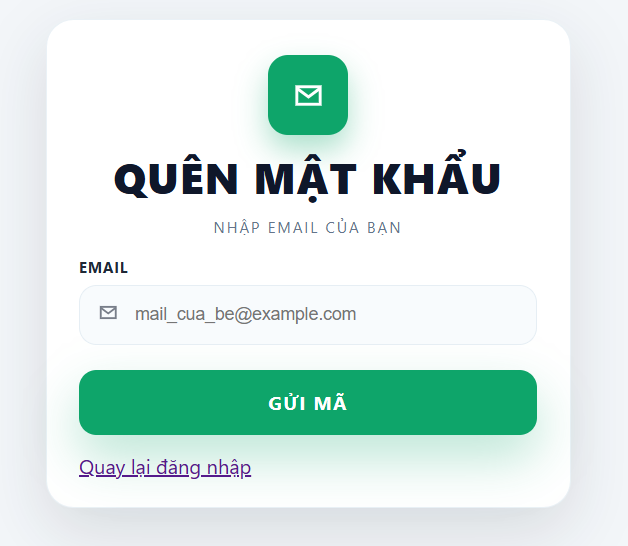 QUÊN MẬT KHẨU
NHẬP EMAIL CỦA BẠN
EMAIL
mail_cua_be@example.com
GỬI MÃ
Quay lại đăng nhập